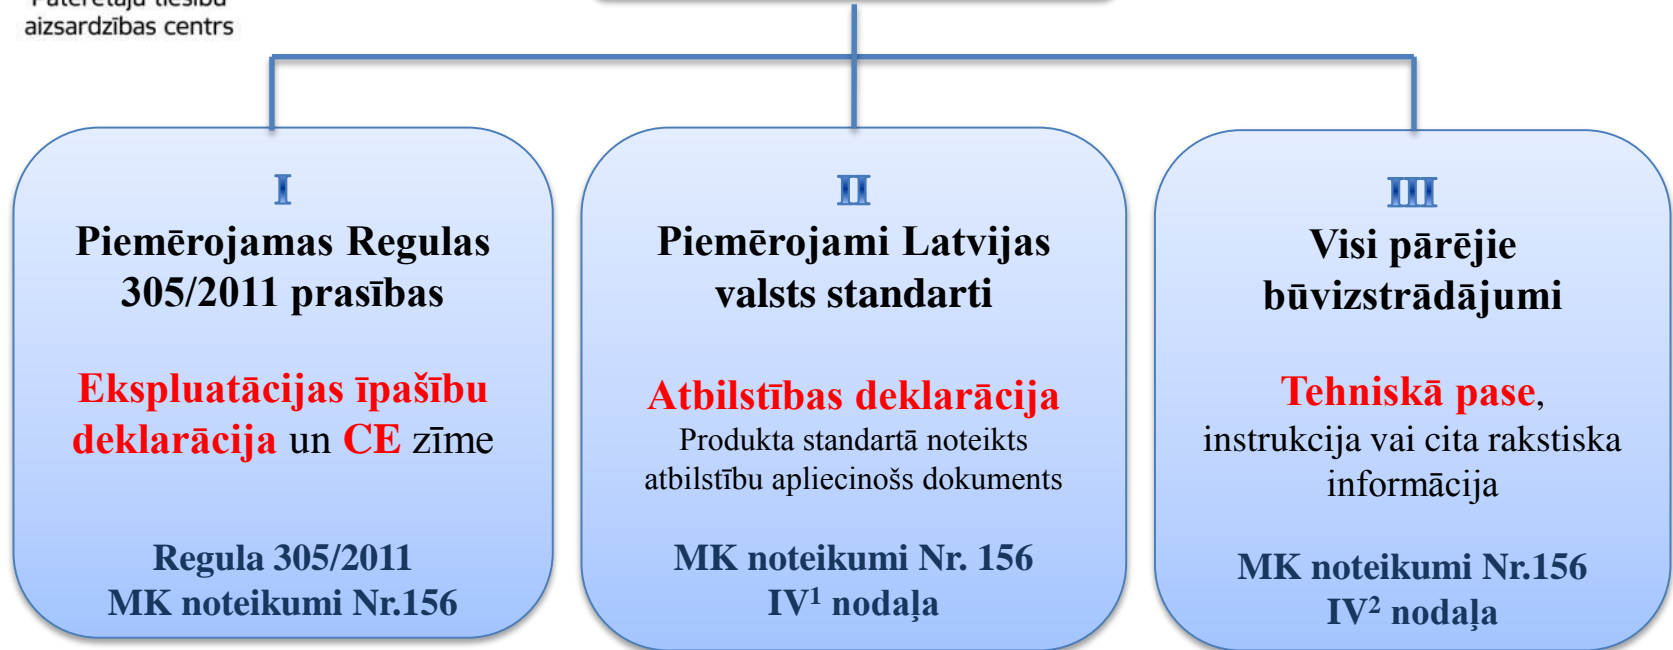 aizsardzības centrs
I
Piemērojamas Regulas
305/2011 prasības
Ekspluatācijas īpašību
deklarācija un CE zīme
Regula 305/2011
MK noteikumi Nr.156
II
Piemērojami Latvijas
valsts standarti
Atbilstības deklarācija
Produkta standartā noteikts
atbilstību apliecinošs dokuments
MK noteikumi Nr. 156
IV¹ nodaļa
III
Visi pārējie
būvizstrādājumi
Tehniskā pase,
instrukcija vai cita rakstiska
informācija
MK noteikumi Nr.156
IV² nodaļa